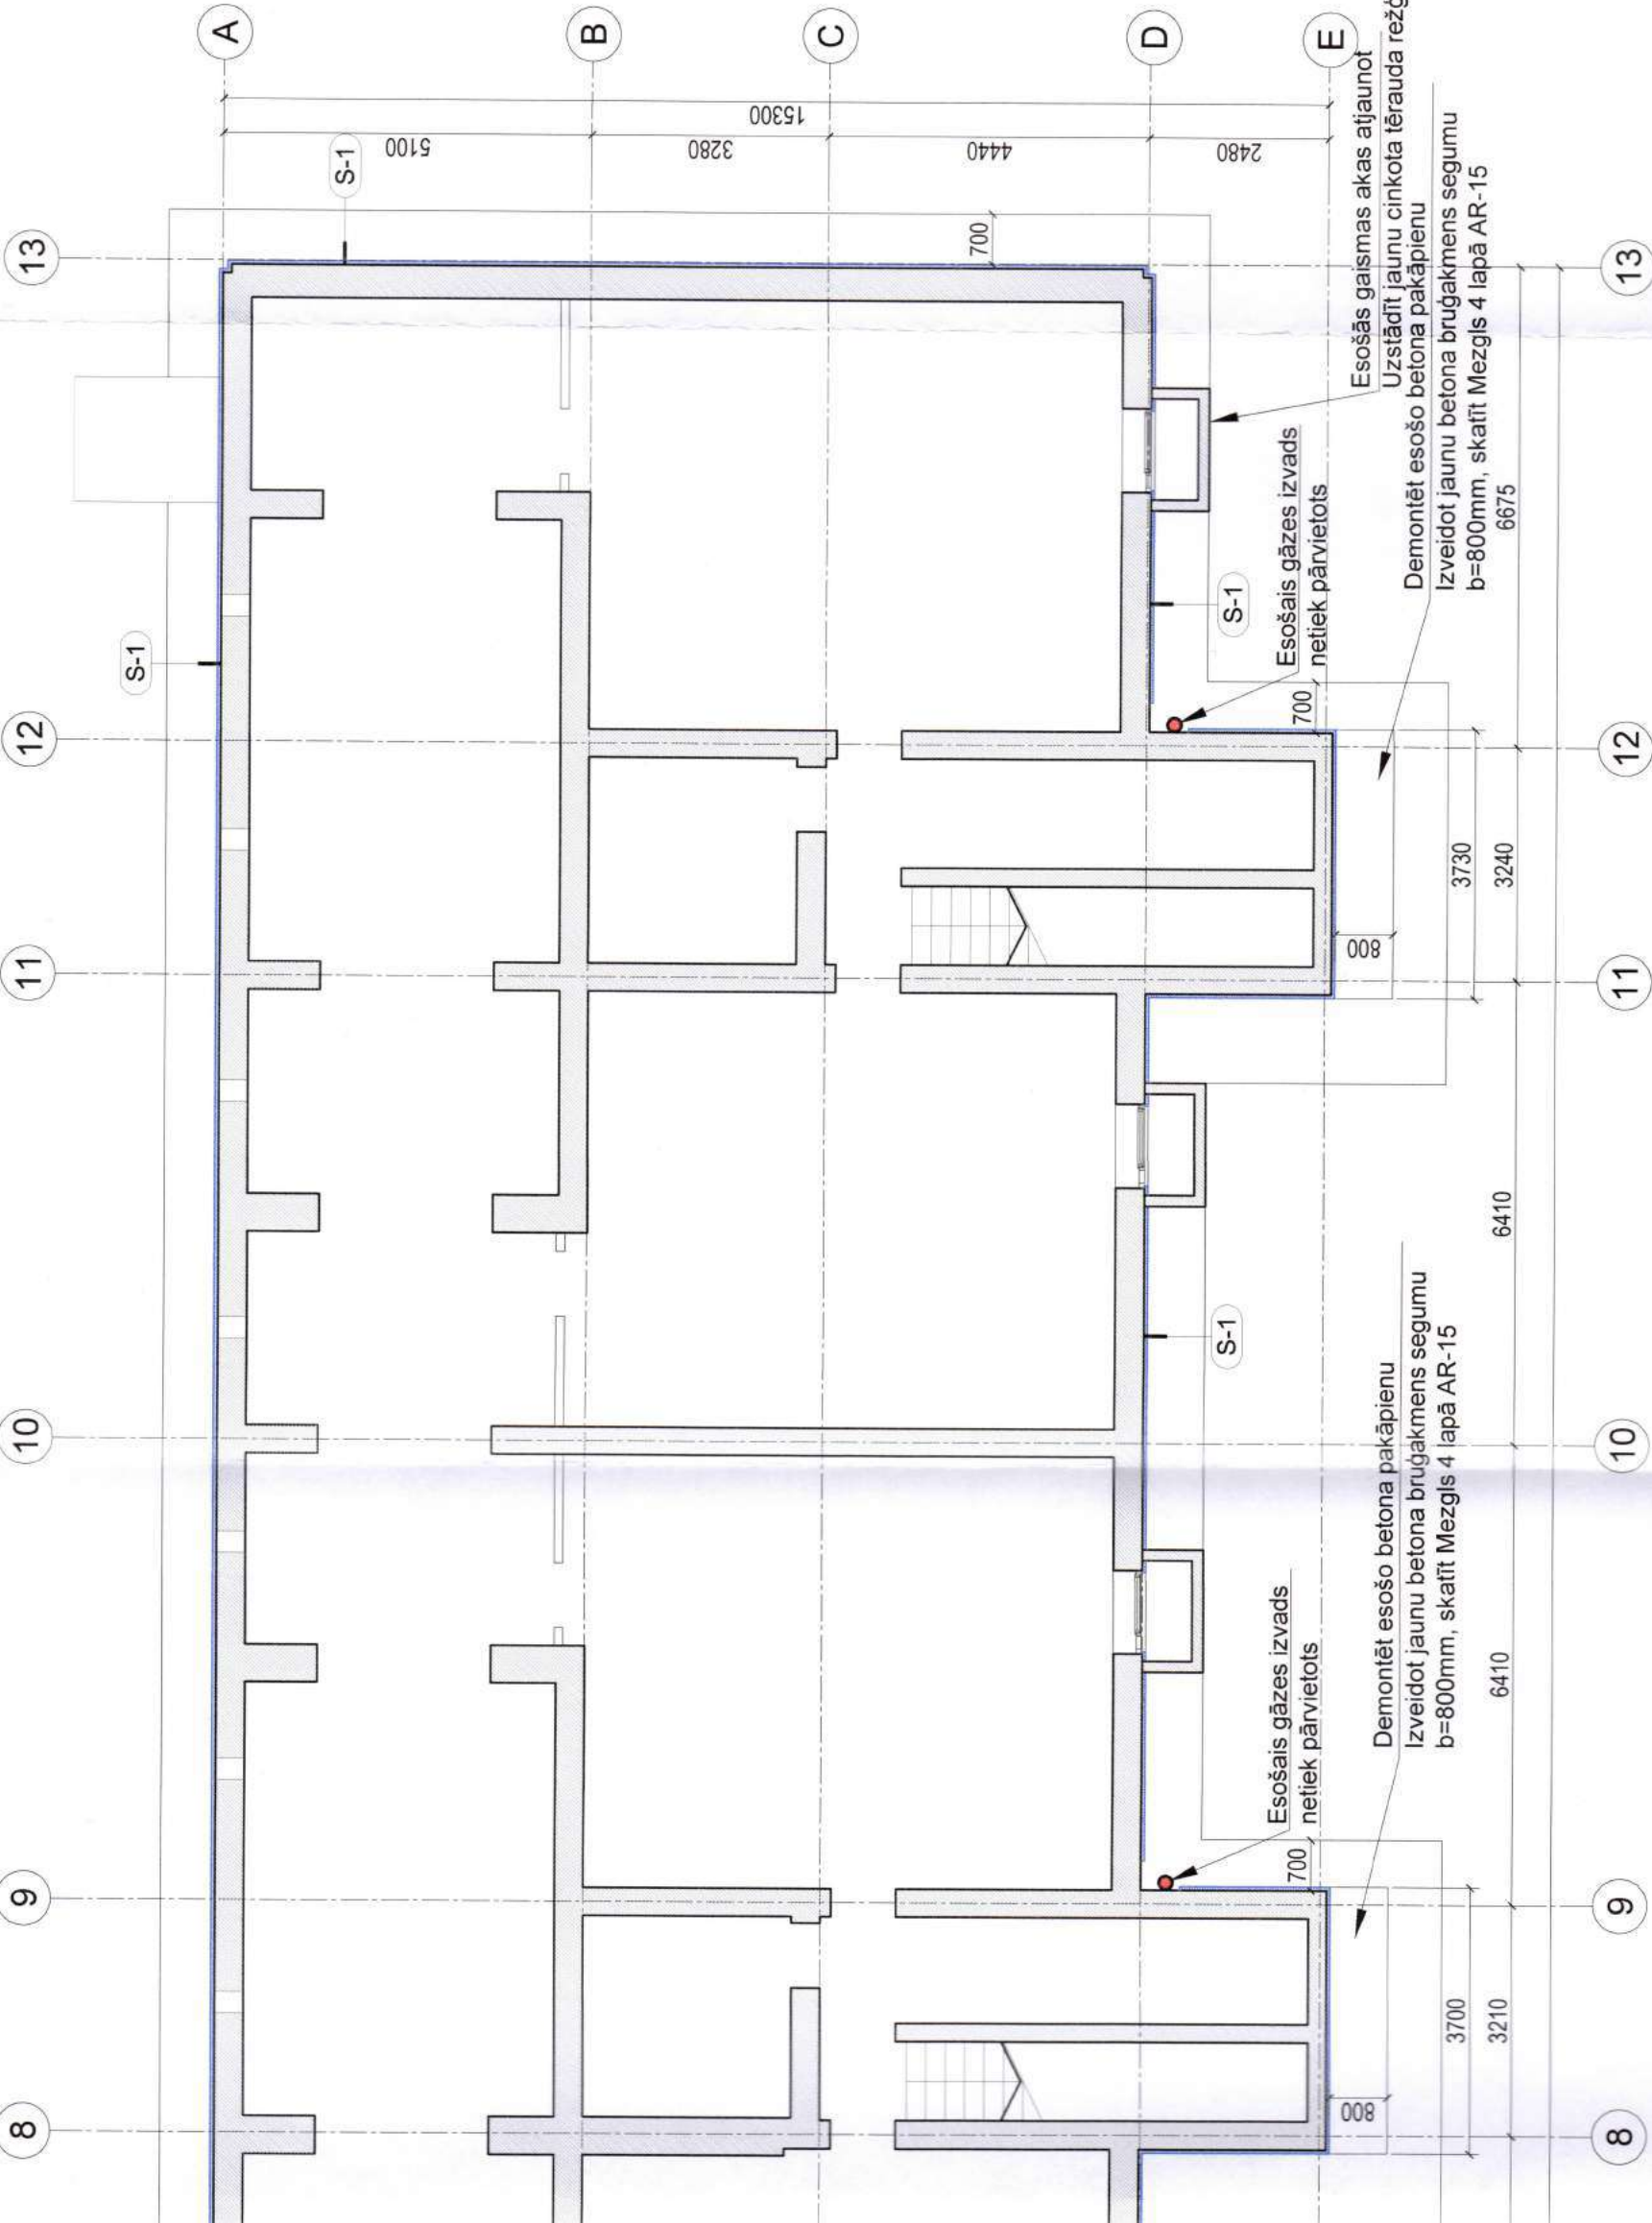 A
B
C
D
E
15300
5100
3280
4440
2480
S-1
13
700
13
Esošās gaismas akas atjaunot
Uzstādīt jaunu cinkota tērauda
Demontēt esošo betona pakāpienu
Izveidot jaunu betona bruģakmens segumu
b=800mm, skatīt Mezgls 4 lapā AR-15
6675
Esošais gāzes izvads
netiek pārvietots
S-1
S-1
700
12
12
3730
3240
800
11
11
6410
S-1
10
10
Demontēt esošo betona pakāpienu
Izveidot jaunu betona bruģakmens segumu
b=800mm, skatīt Mezgls 4 lapā AR-15
6410
Esošais gāzes izvads
netiek pārvietots
700
9
9
3700
3210
800
8
8